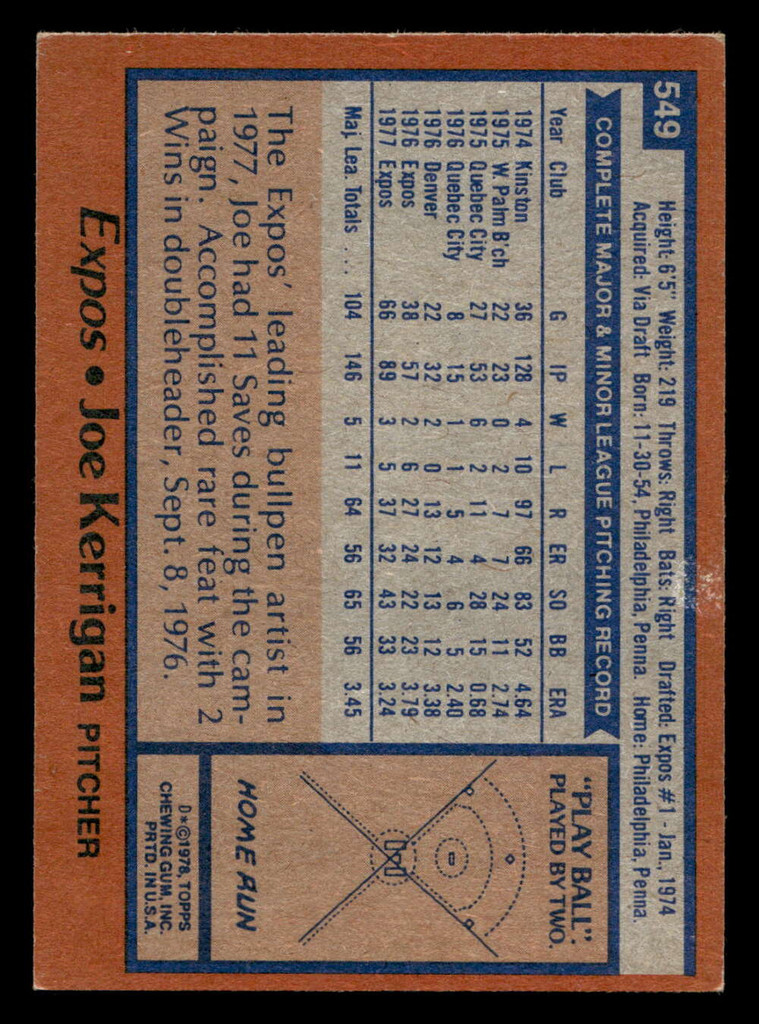 549
Height: 6'5" Weight: 219 Throws: Right Bats: Right Drafted: Expos #1 - Jan., 1974
Acquired: Via Draft Born: 11-30-54, Philadelphia, Penna. Home: Philadelphia, Penna.
COMPLETE MAJOR & MINOR LEAGUE PITCHING RECORD
Year Club G IP W L R ER SO BB ERA
1974 Kinston 36 128 4 10 97 66 83 52 4.64
1975 W. Palm B'ch 22 23 0 2 7 7 24 11 2.74
1975 Quebec City 27 53 6 2 11 4 28 15 0.68
1976 Quebec City 8 15 1 1 5 4 6 5 2.40
1976 Denver 22 32 2 0 13 12 13 12 3.38
1976 Expos 38 57 2 6 27 24 22 23 3.79
1977 Expos 66 89 3 5 37 32 43 33 3.24
Maj. Lea. Totals ... 104 146 5 11 64 56 65 56 3.45
The Expos' leading bullpen artist in
1977, Joe had 11 Saves during the cam-
paign. Accomplished rare feat with 2
Wins in doubleheader, Sept. 8, 1976.
"PLAY BALL"
PLAYED BY TWO.
HOME RUN
D*©1978, TOPPS
CHEWING GUM, INC.
PRTD. IN U.S.A.
Expos • Joe Kerrigan PITCHER